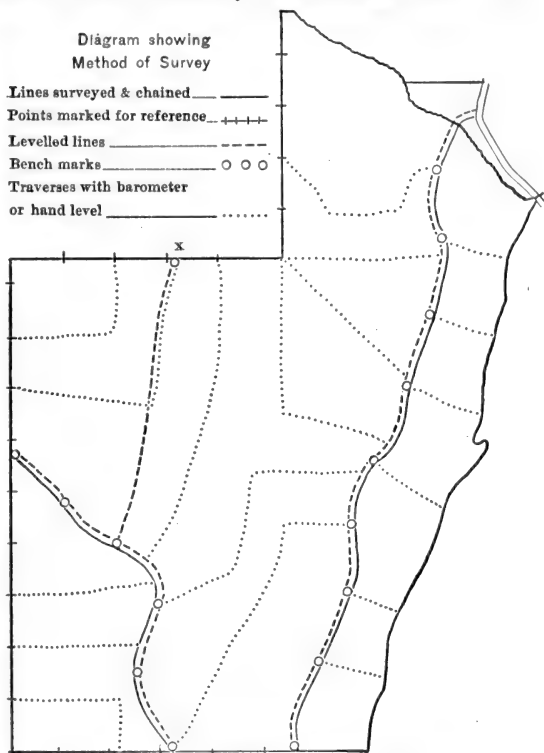 Diagram showing
Method of Survey
Lines surveyed & chained
Points marked for reference
Levelled lines
Bench marks
Traverses with barometer
or hand level
x